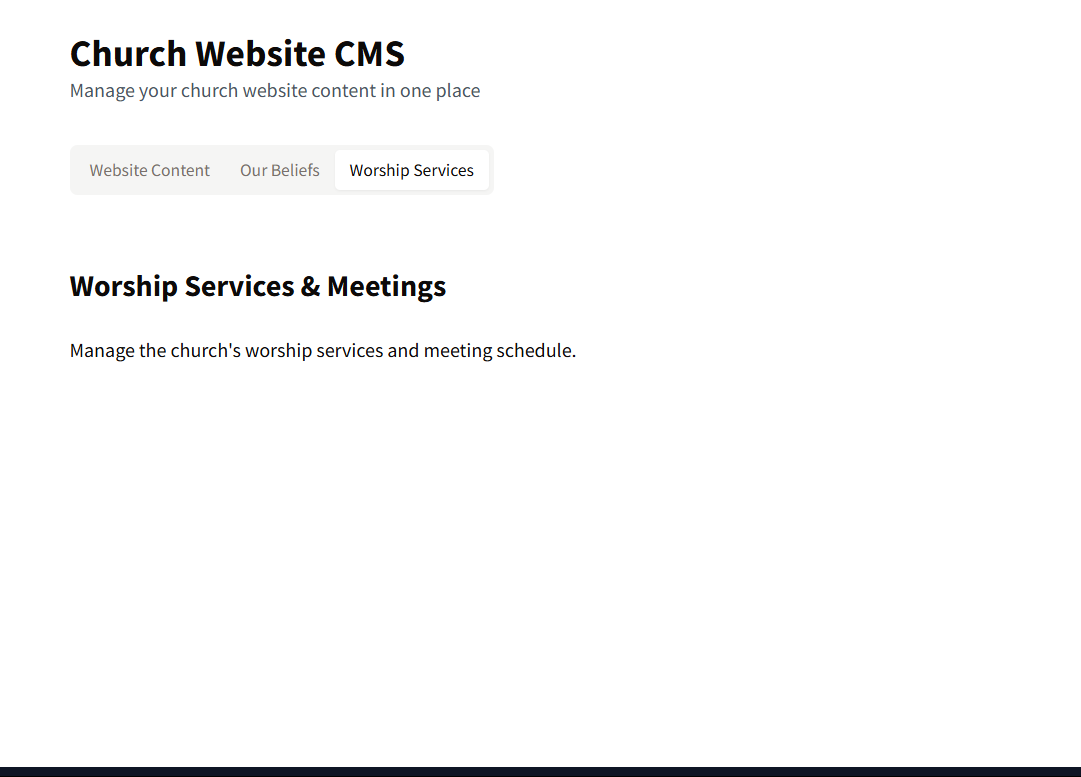 Church Website CMS
Manage your church website content in one place
Website Content Our Beliefs Worship Services
Worship Services & Meetings
Manage the church's worship services and meeting schedule.